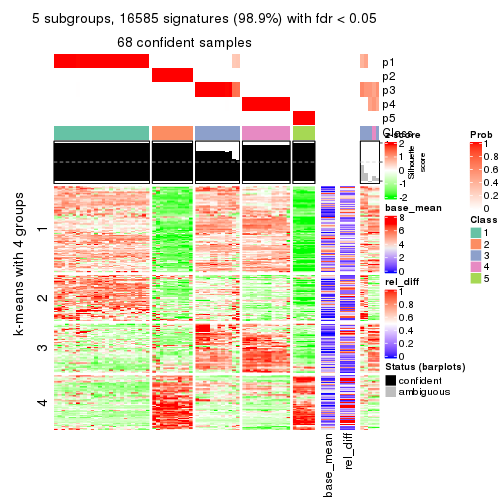 5 subgroups, 16585 signatures (98.9%) with fdr < 0.05
68 confident samples
p1
p2
p3
p4
p5
Class
z-score
2
1
0
-1
-2
Silhouette
score
Prob
1
0.8
0.6
0.4
0.2
0
k-means with 4 groups
1
2
3
4
base_mean
8
6
4
2
0
Class
1
2
3
4
5
rel_diff
1
0.8
0.6
0.4
0.2
0
Status (barplots)
confident
ambiguous
base_mean
rel_diff